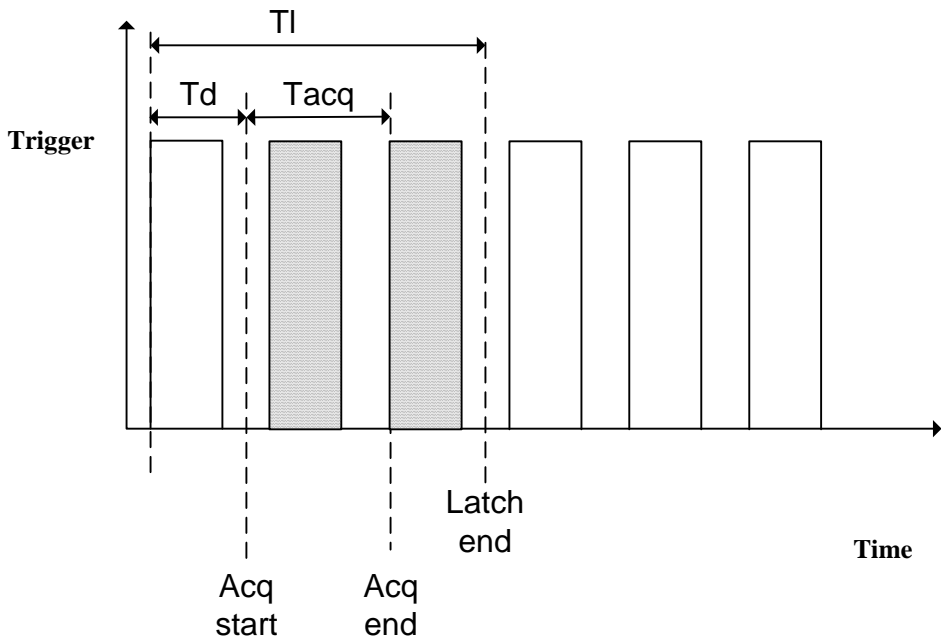 Tl
Td
Tacq
Trigger
Latch
end
Time
Acq
start
Acq
end